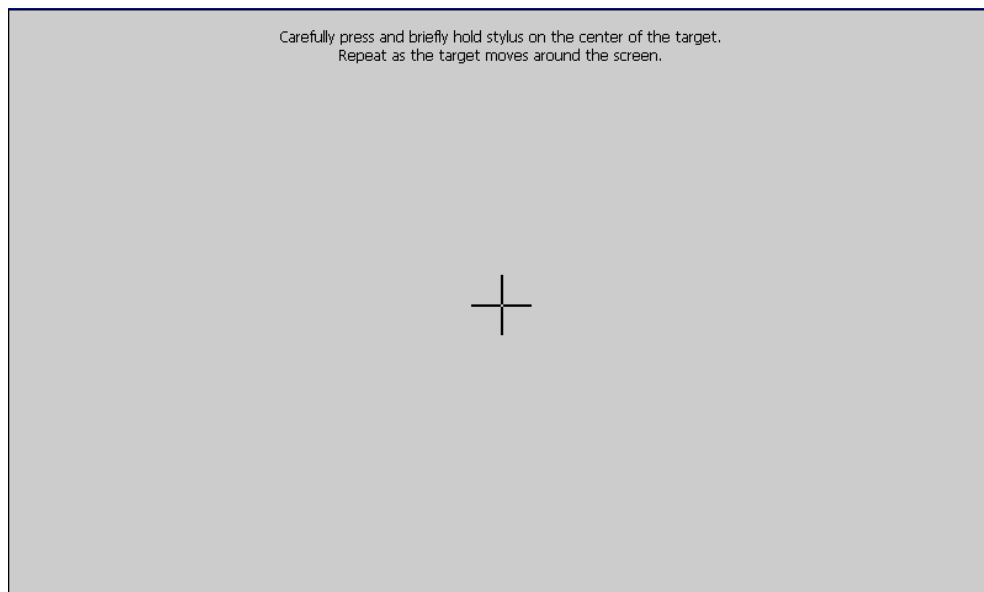 Carefully press and briefly hold stylus on the center of the target.
Repeat as the target moves around the screen.